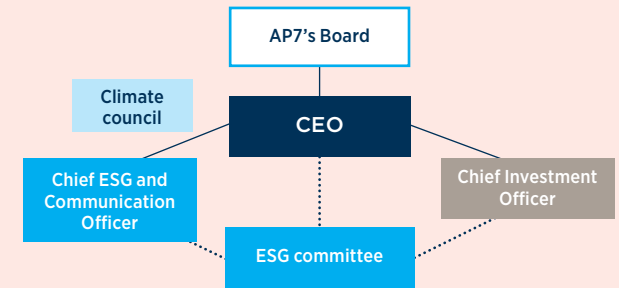 AP7's Board
Climate
council
CEO
Chief ESG and
Communication
Officer
Chief Investment
Officer
ESG committee